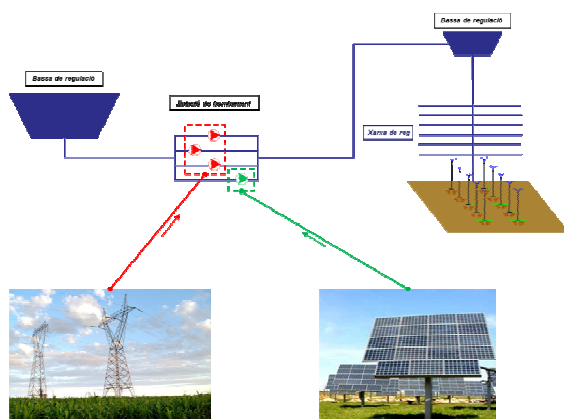 Bassa de regulació
Bassa de regulació
Estació de bombament
Xarxa de reg